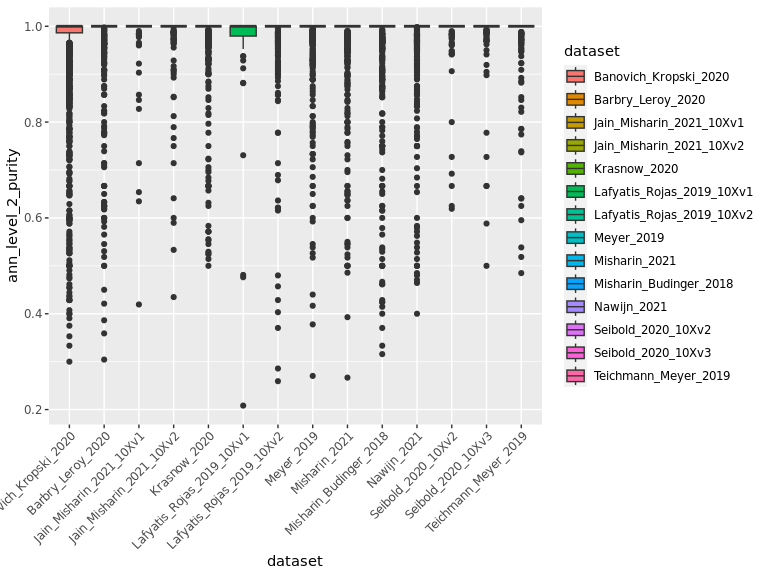 1.0
0.8
0.6
0.4
0.2
ann_level_2_purity
vich_Kropski_2020
Barbry_Leroy_2020
Jain_Misharin_2021_10Xv1
Jain_Misharin_2021_10Xv2
Krasnow_2020
Lafyatis_Rojas_2019_10Xv1
Lafyatis_Rojas_2019_10Xv2
Meyer_2019
Misharin_2021
Misharin_Budinger_2018
Nawijn_2021
Seibold_2020_10Xv2
Seibold_2020_10Xv3
Teichmann_Meyer_2019
dataset
dataset
Banovich_Kropski_2020
Barbry_Leroy_2020
Jain_Misharin_2021_10Xv1
Jain_Misharin_2021_10Xv2
Krasnow_2020
Lafyatis_Rojas_2019_10Xv1
Lafyatis_Rojas_2019_10Xv2
Meyer_2019
Misharin_2021
Misharin_Budinger_2018
Nawijn_2021
Seibold_2020_10Xv2
Seibold_2020_10Xv3
Teichmann_Meyer_2019